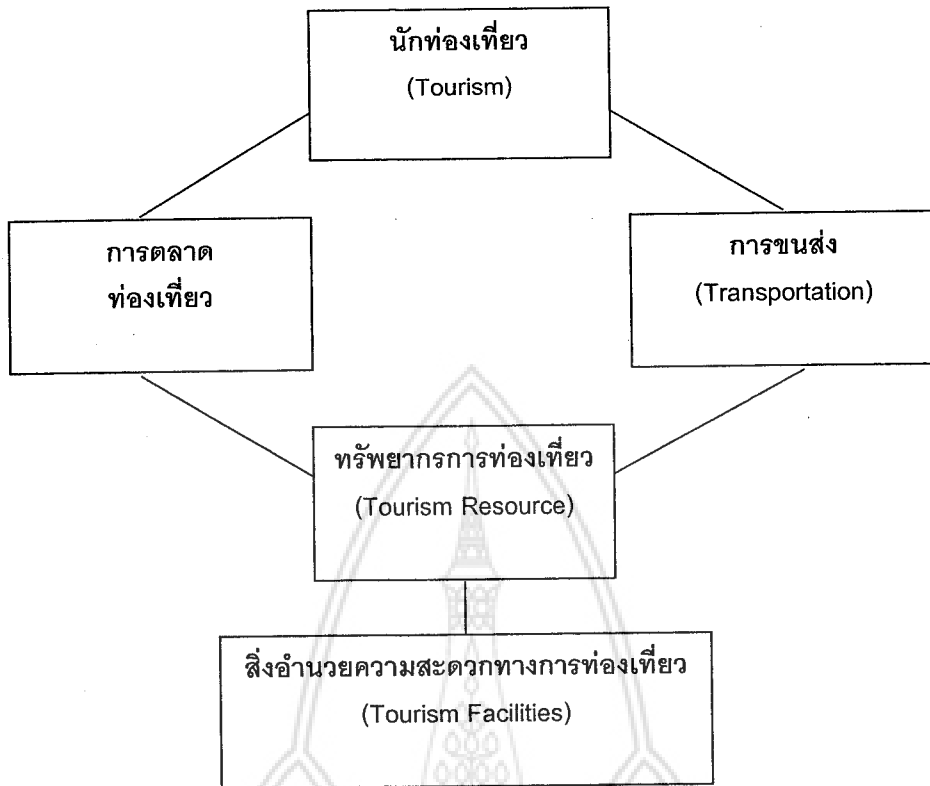 นักท่องเที่ยว
(Tourism)
การตลาด
ท่องเที่ยว
การขนส่ง
(Transportation)
ทรัพยากรการท่องเที่ยว
(Tourism Resource)
สิ่งอำนวยความสะดวกทางการท่องเที่ยว
(Tourism Facilities)